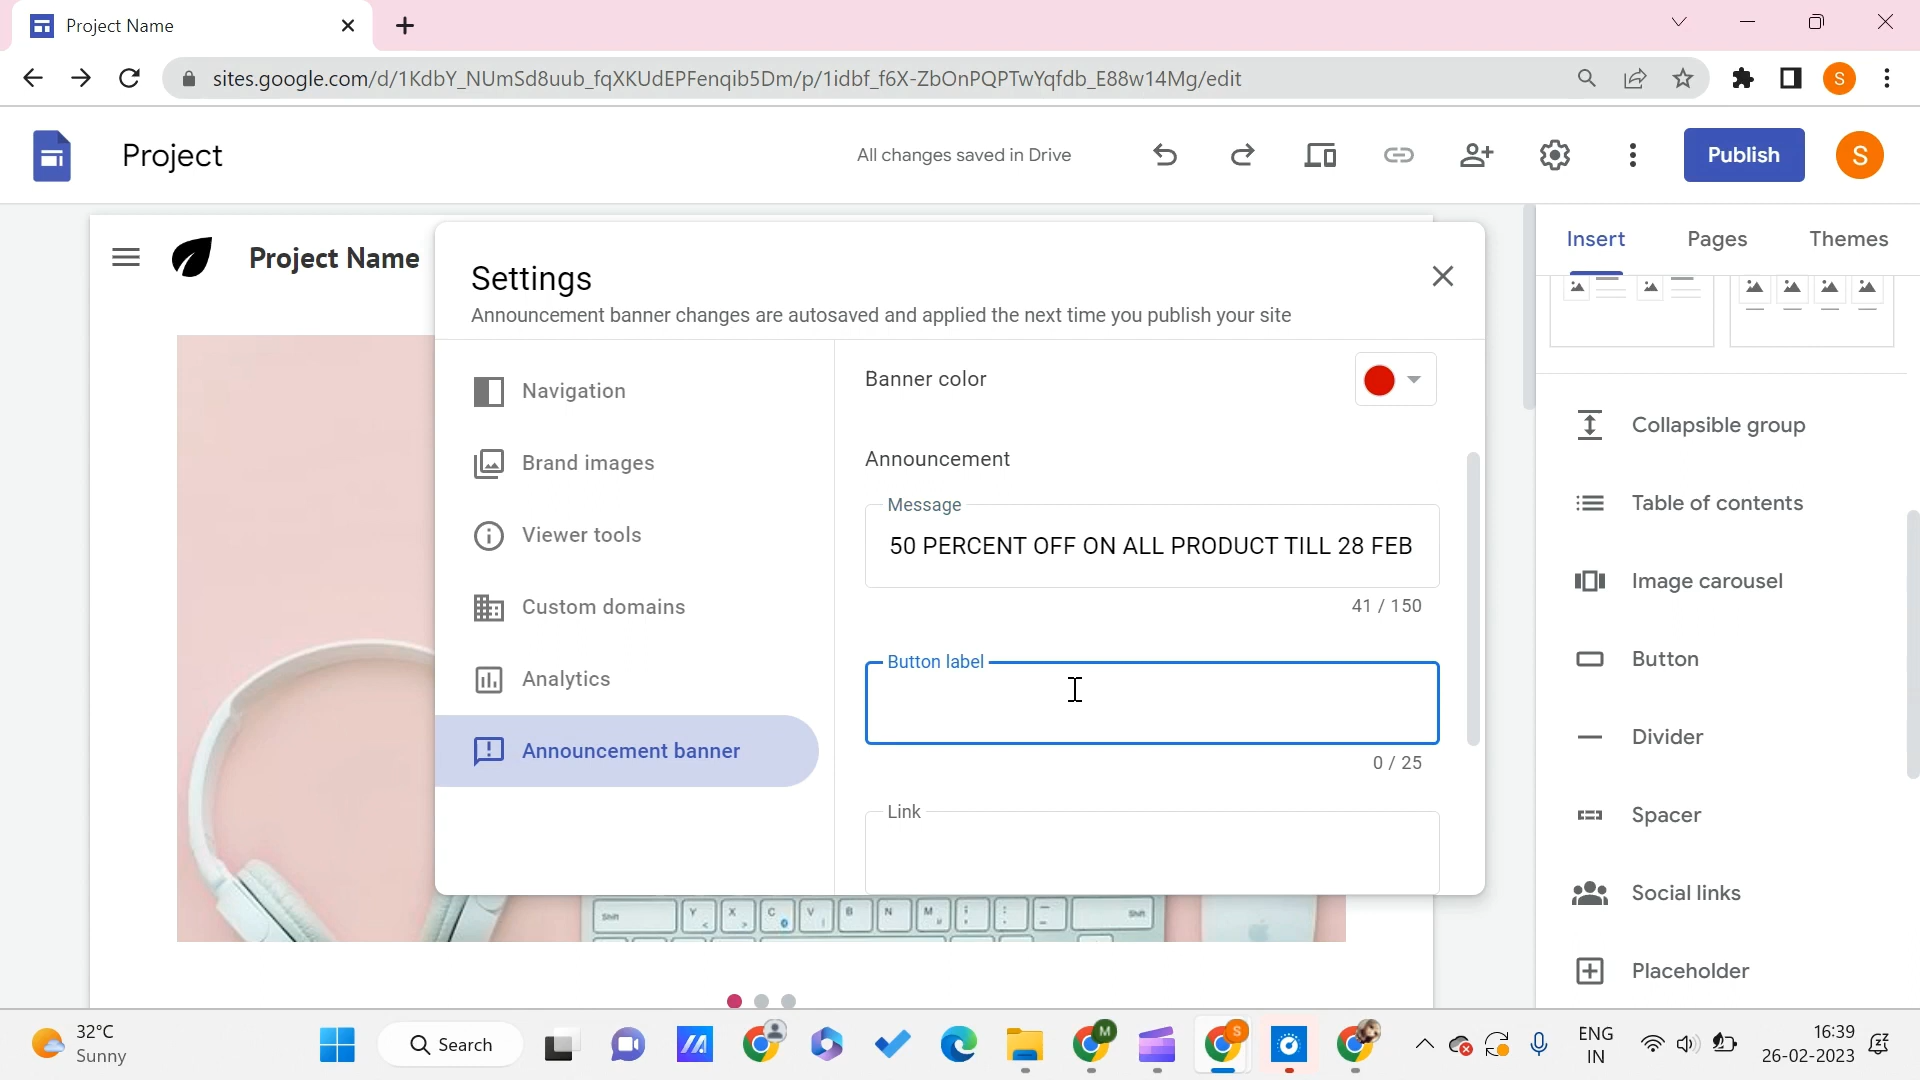 Project Name
sites.google.com/d/1KdbY_NUmSd8uub_fqXKUdEPFenqib5Dm/p/1idbf_f6X-ZbOnPQPTwYqfdb_E88w14Mg/edit
S
Project
All changes saved in Drive
Publish
S
Project Name
Settings
Announcement banner changes are autosaved and applied the next time you publish your site
Navigation
Brand images
Viewer tools
Custom domains
Analytics
Announcement banner
Banner color
Announcement
Message
50 PERCENT OFF ON ALL PRODUCT TILL 28 FEB
41 / 150
Button label
0 / 25
Link
Insert
Pages
Themes
Collapsible group
Table of contents
Image carousel
Button
Divider
Spacer
Social links
Placeholder
Shift
Y X C V B N M
Shift
32°C
Sunny
Search
M
S
ENG
IN
16:39
26-02-2023